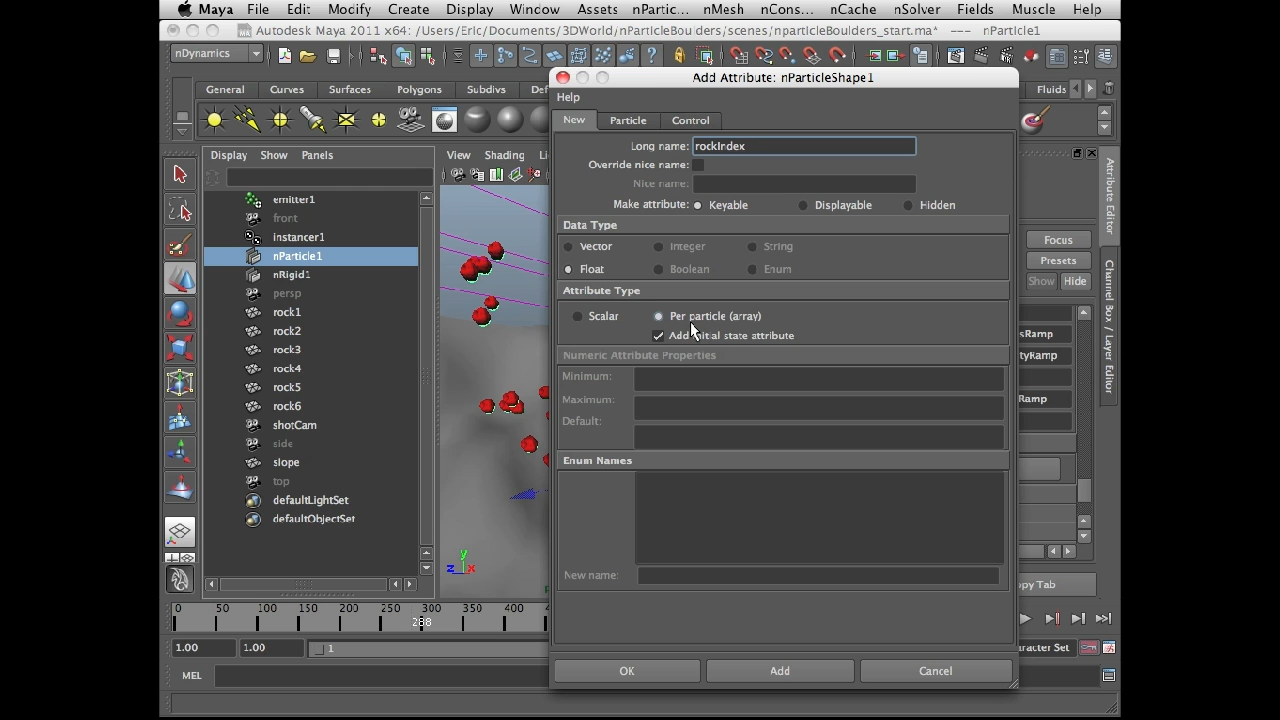 Maya File Edit Modify Create Display Window Assets nPartic... nMesh nCons... nCache nSolver Fields Muscle Help
Autodesk Maya 2011 x64: /Users/Eric/Documents/3DWorld/nParticleBoulders/scenes/nparticleBoulders_start.ma* --- nParticle1
nDynamics
Add Attribute: nParticleShape1
General Curves Surfaces Polygons Subdivs Fluids
Help
New Particle Control
Long name: rockIndex
Override nice name:
Nice name:
Make attribute: Keyable Displayable Hidden
Data Type
Vector Integer String
Float Boolean Enum
Attribute Type
Scalar Per particle (array)
Add initial state attribute
Numeric Attribute Properties
Minimum:
Maximum:
Default:
Enum Names
New name:
OK Add Cancel
Display Show Panels
emitter1
front
instancer1
nParticle1
nRigid1
persp
rock1
rock2
rock3
rock4
rock5
rock6
shotCam
side
slope
top
defaultLightSet
defaultObjectSet
View Shading
y
z x
Focus
Presets
Show Hide
Attribute Editor
Channel Box / Layer Editor
0 50 100 150 200 250 300 350 400
288
1.00 1.00 1
MEL